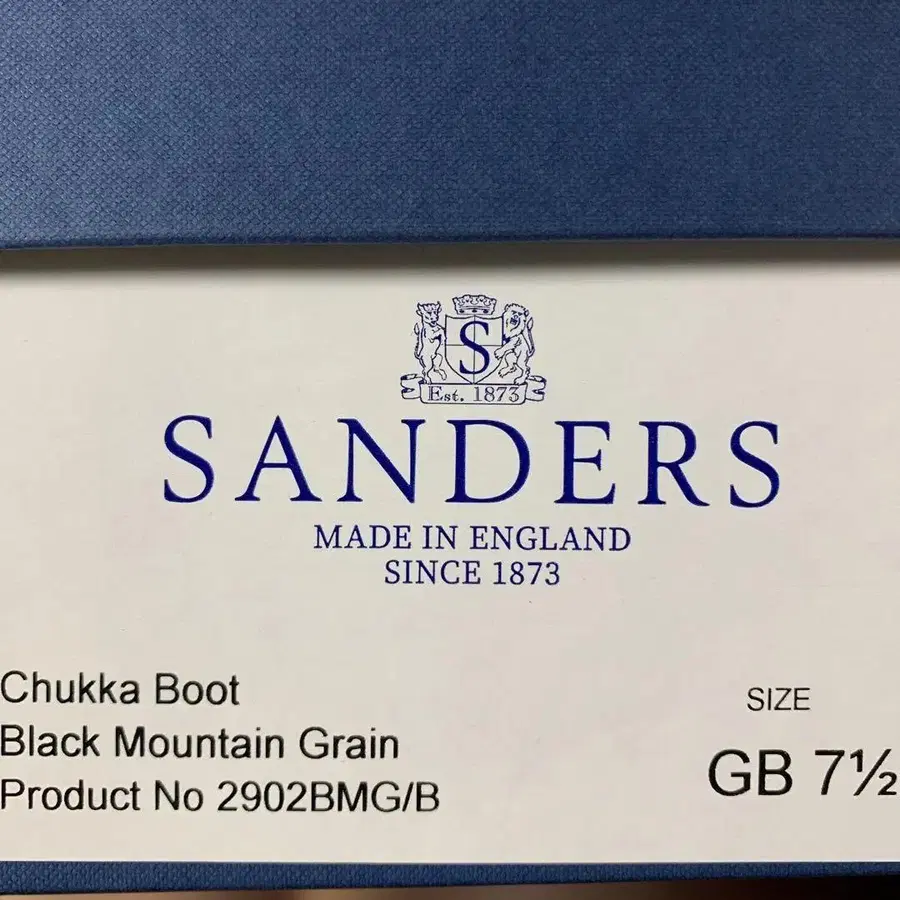 S
Est. 1873
SANDERS
MADE IN ENGLAND
SINCE 1873
Chukka Boot
Black Mountain Grain
Product No 2902BMG/B
SIZE
GB 7½